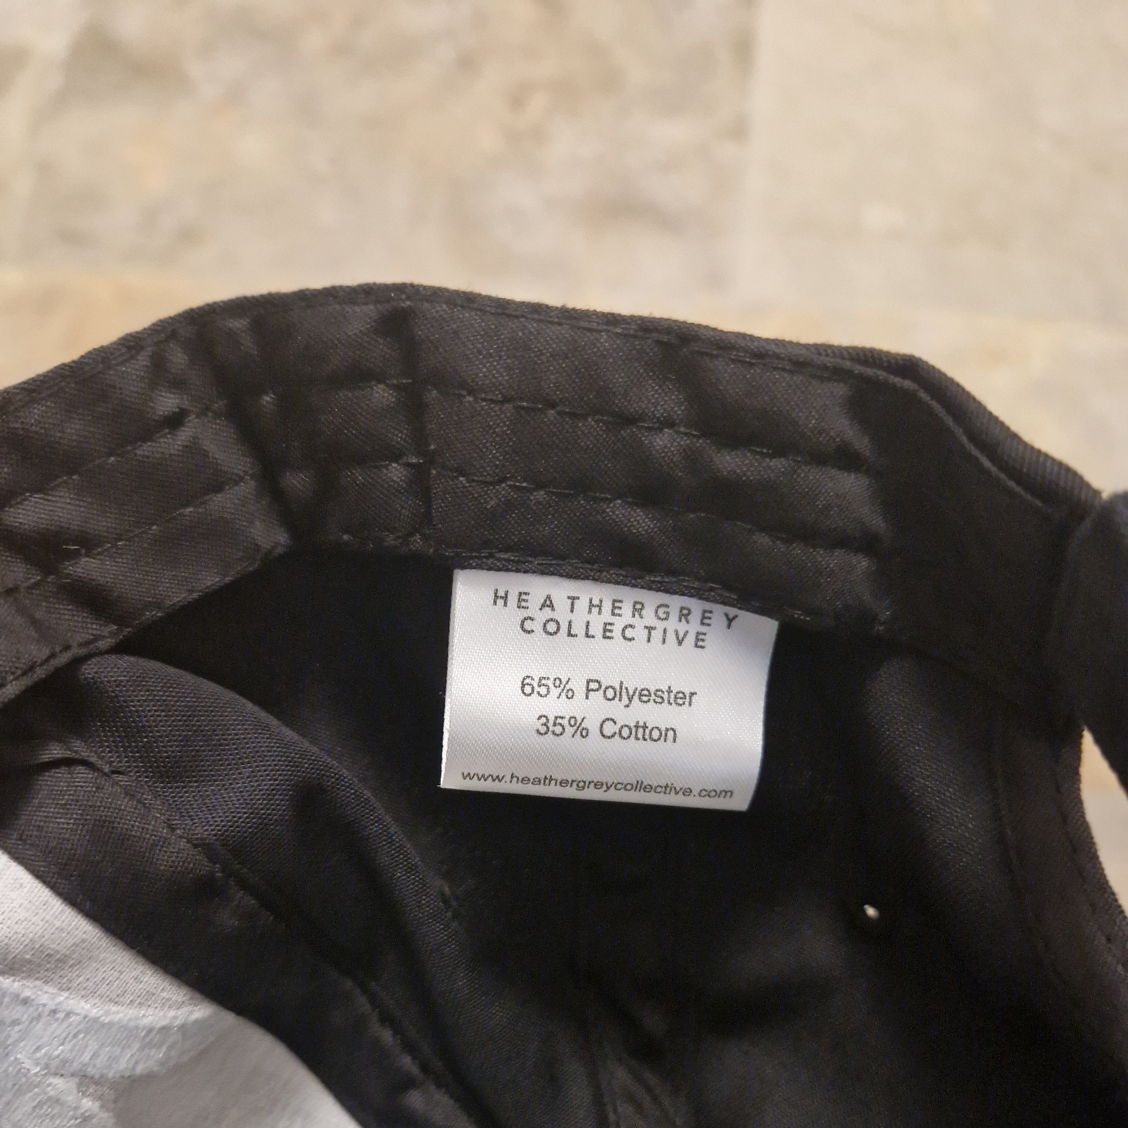 HEATHERGREY
COLLECTIVE
65% Polyester
35% Cotton
www.heathergreycollective.com